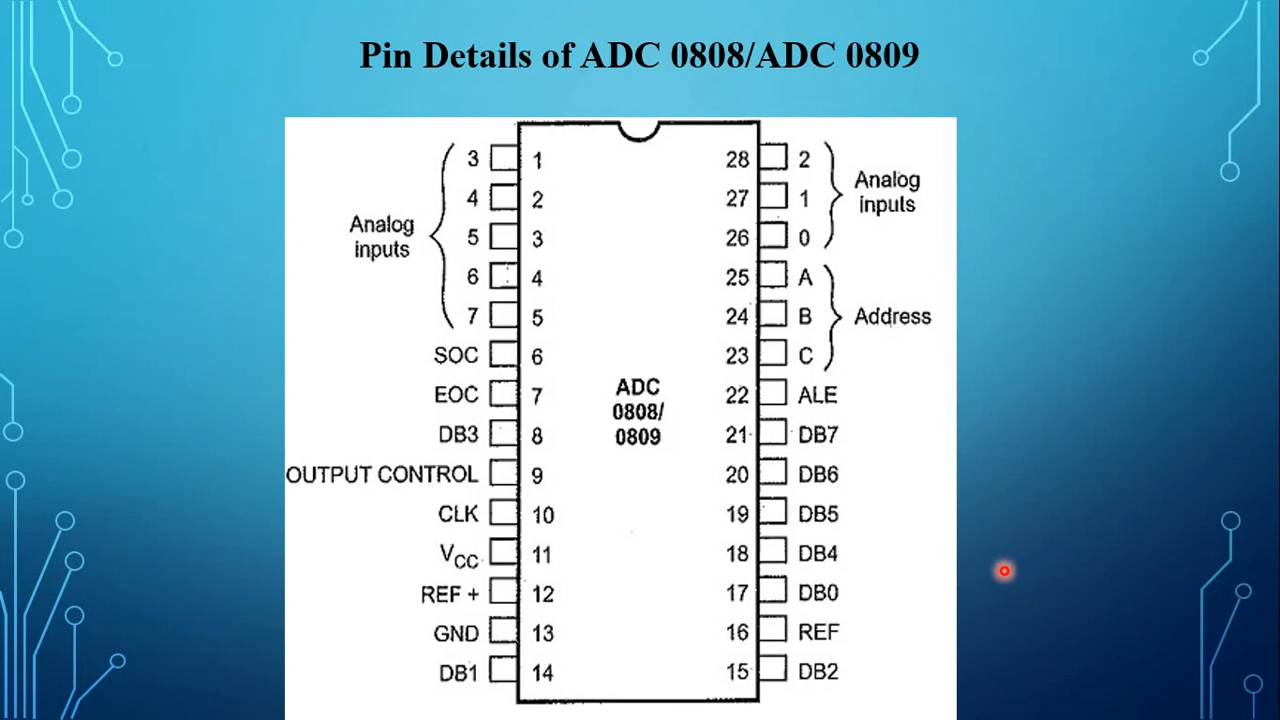 Pin Details of ADC 0808/ADC 0809
3 1 28 2
4 2 27 1
Analog inputs
5 3 26 0
Analog inputs
6 4 25 A
7 5 24 B
Address
SOC 6 23 C
EOC 7 22 ALE
ADC
0808/
0809
DB3 8 21 DB7
OUTPUT CONTROL 9 20 DB6
CLK 10 19 DB5
VCC 11 18 DB4
REF + 12 17 DB0
GND 13 16 REF
DB1 14 15 DB2